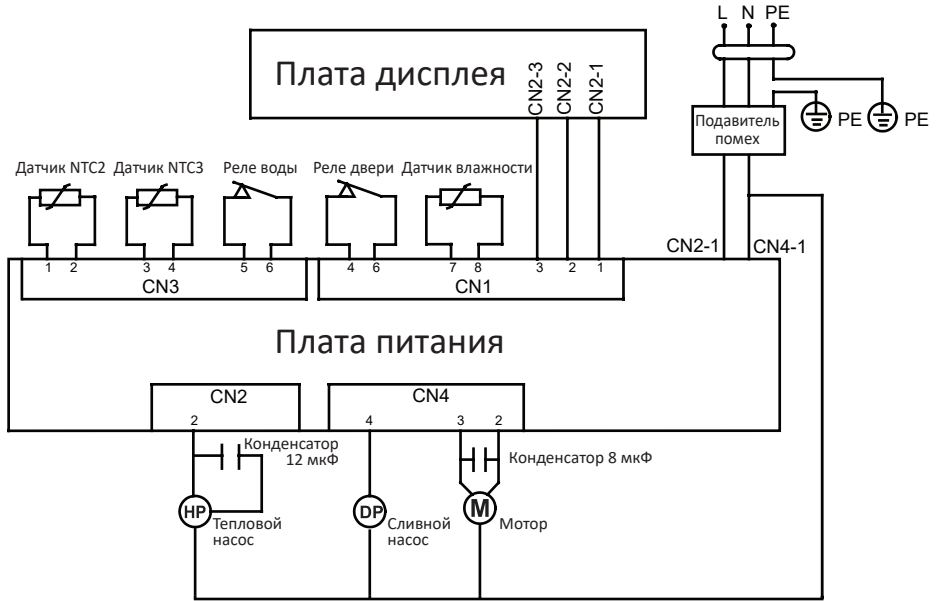 L N PE
Плата дисплея
CN2-3
CN2-2
CN2-1
Подавитель
помех
PE
PE
Датчик NTC2
Датчик NTC3
Реле воды
Реле двери
Датчик влажности
CN2-1
CN4-1
1 2 3 4 5 6
4 6 7 8 3 2 1
CN3
CN1
Плата питания
CN2
CN4
2
4
3
2
Конденсатор
12 мкФ
Конденсатор 8 мкФ
HP
Тепловой
насос
DP
Сливной
насос
M
Мотор